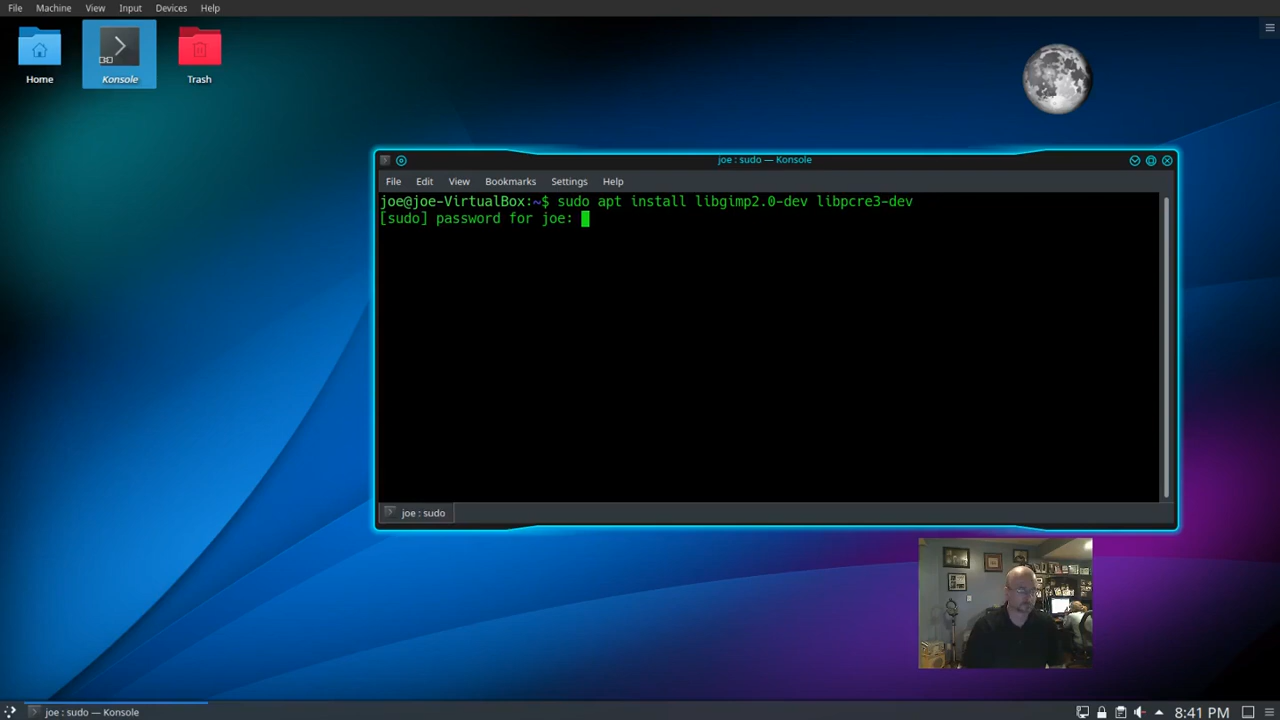 File Machine View Input Devices Help
Home
Konsole
Trash
joe : sudo — Konsole
File Edit View Bookmarks Settings Help
joe@joe-VirtualBox:~$ sudo apt install libgimp2.0-dev libpcre3-dev
[sudo] password for joe:
joe : sudo
joe : sudo — Konsole
8:41 PM